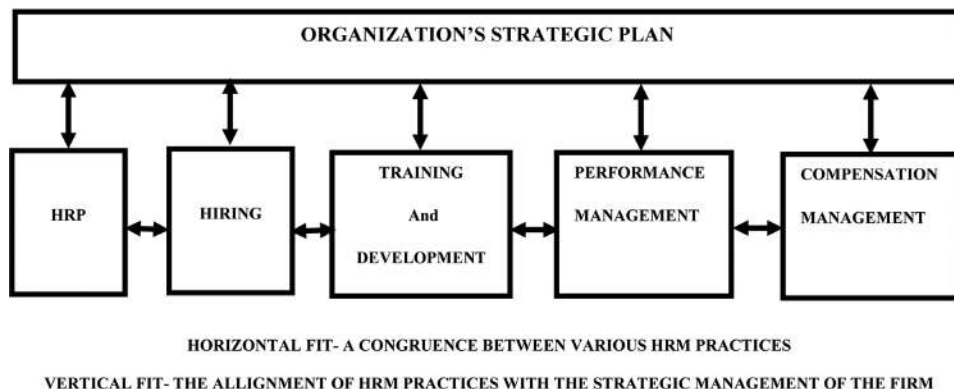 ORGANIZATION'S STRATEGIC PLAN
HRP
HIRING
TRAINING
And
DEVELOPMENT
PERFORMANCE
MANAGEMENT
COMPENSATION
MANAGEMENT
HORIZONTAL FIT- A CONGRUENCE BETWEEN VARIOUS HRM PRACTICES
VERTICAL FIT- THE ALLIGNMENT OF HRM PRACTICES WITH THE STRATEGIC MANAGEMENT OF THE FIRM